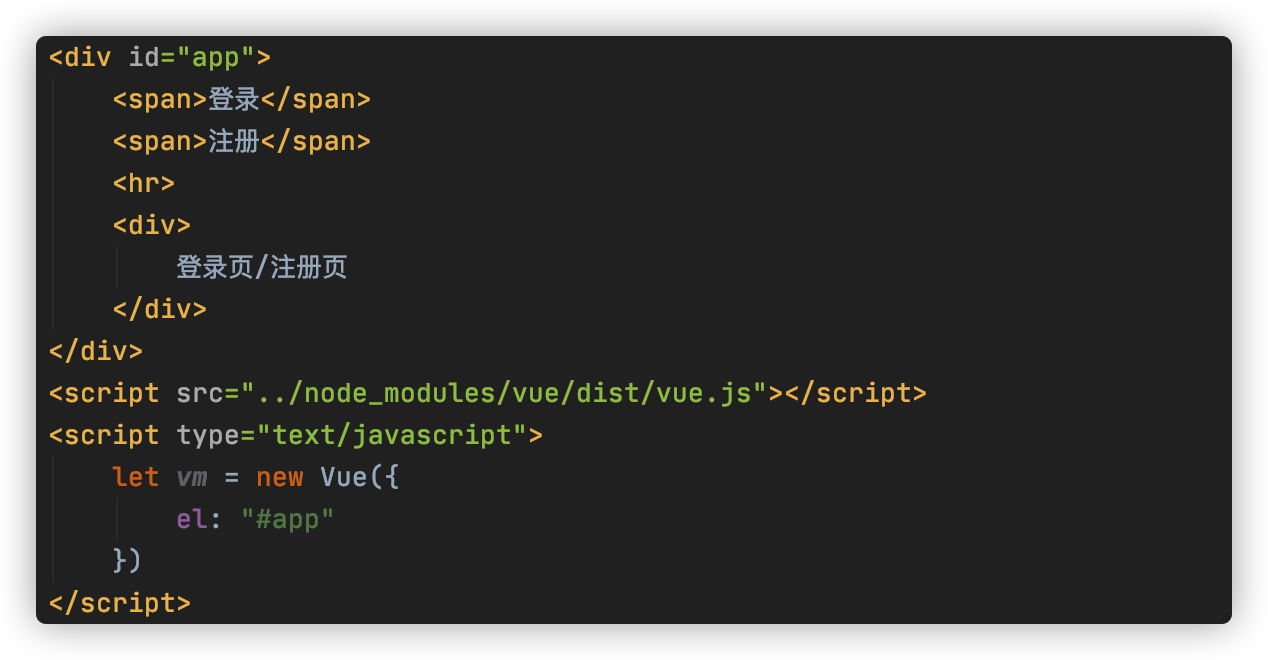 <div id="app">
    <span>登录</span>
    <span>注册</span>
    <hr>
    <div>
        登录页/注册页
    </div>
</div>
<script src="../node_modules/vue/dist/vue.js"></script>
<script type="text/javascript">
    let vm = new Vue({
        el: "#app"
    })
</script>